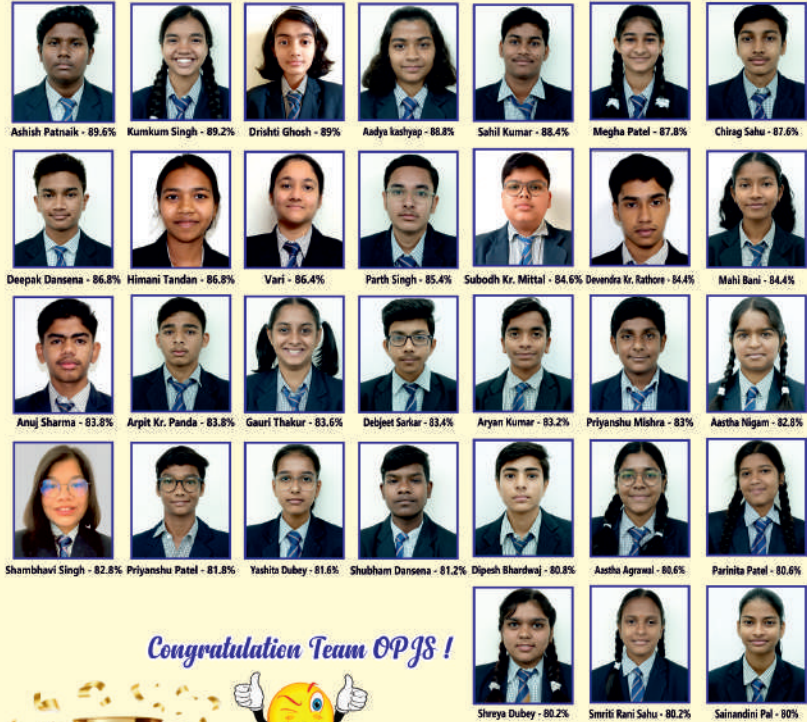 Ashish Patnaik - 89.6% Kumkum Singh - 89.2% Drishti Ghosh - 89% Aadya kashyap - 88.8% Sahil Kumar - 88.4% Megha Patel - 87.8% Chirag Sahu - 87.6%
Deepak Dansena - 86.8% Himani Tandan - 86.8% Vari - 86.4% Parth Singh - 85.4% Subodh Kr. Mittal - 84.6% Devendra Kr. Rathore - 84.4% Mahi Bani - 84.4%
Anuj Sharma - 83.8% Arpit Kr. Panda - 83.8% Gauri Thakur - 83.6% Debjeet Sarkar - 83.4% Aryan Kumar - 83.2% Priyanshu Mishra - 83% Aastha Nigam - 82.8%
Shambhavi Singh - 82.8% Priyanshu Patel - 81.8% Yashita Dubey - 81.6% Shubham Dansena - 81.2% Dipesh Bhardwaj - 80.8% Aastha Agrawal - 80.6% Parinita Patel - 80.6%
Congratulation Team OPJS !
Shreya Dubey - 80.2% Smriti Rani Sahu - 80.2% Sainandini Pal - 80%